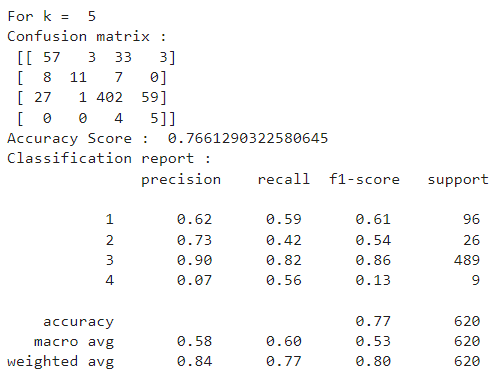 For k =  5
Confusion matrix :
 [[ 57   3  33   3]
 [  8  11   7   0]
 [ 27   1 402  59]
 [  0   0   4   5]]
Accuracy Score :  0.7661290322580645
Classification report :
              precision    recall  f1-score   support

           1       0.62      0.59      0.61        96
           2       0.73      0.42      0.54        26
           3       0.90      0.82      0.86       489
           4       0.07      0.56      0.13         9

    accuracy                           0.77       620
   macro avg       0.58      0.60      0.53       620
weighted avg       0.84      0.77      0.80       620